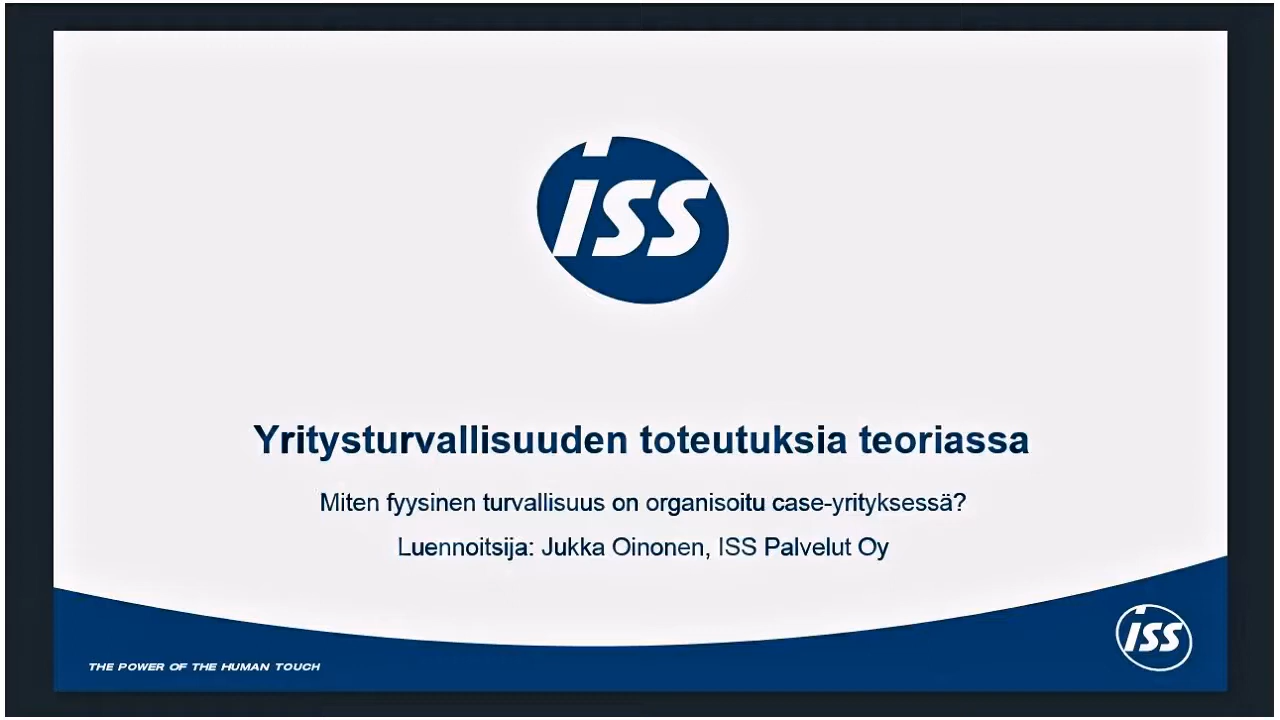 ISS
Yritysturvallisuuden toteutuksia teoriassa
Miten fyysinen turvallisuus on organisoitu case-yrityksessä?
Luennoitsija: Jukka Oinonen, ISS Palvelut Oy
THE POWER OF THE HUMAN TOUCH
ISS